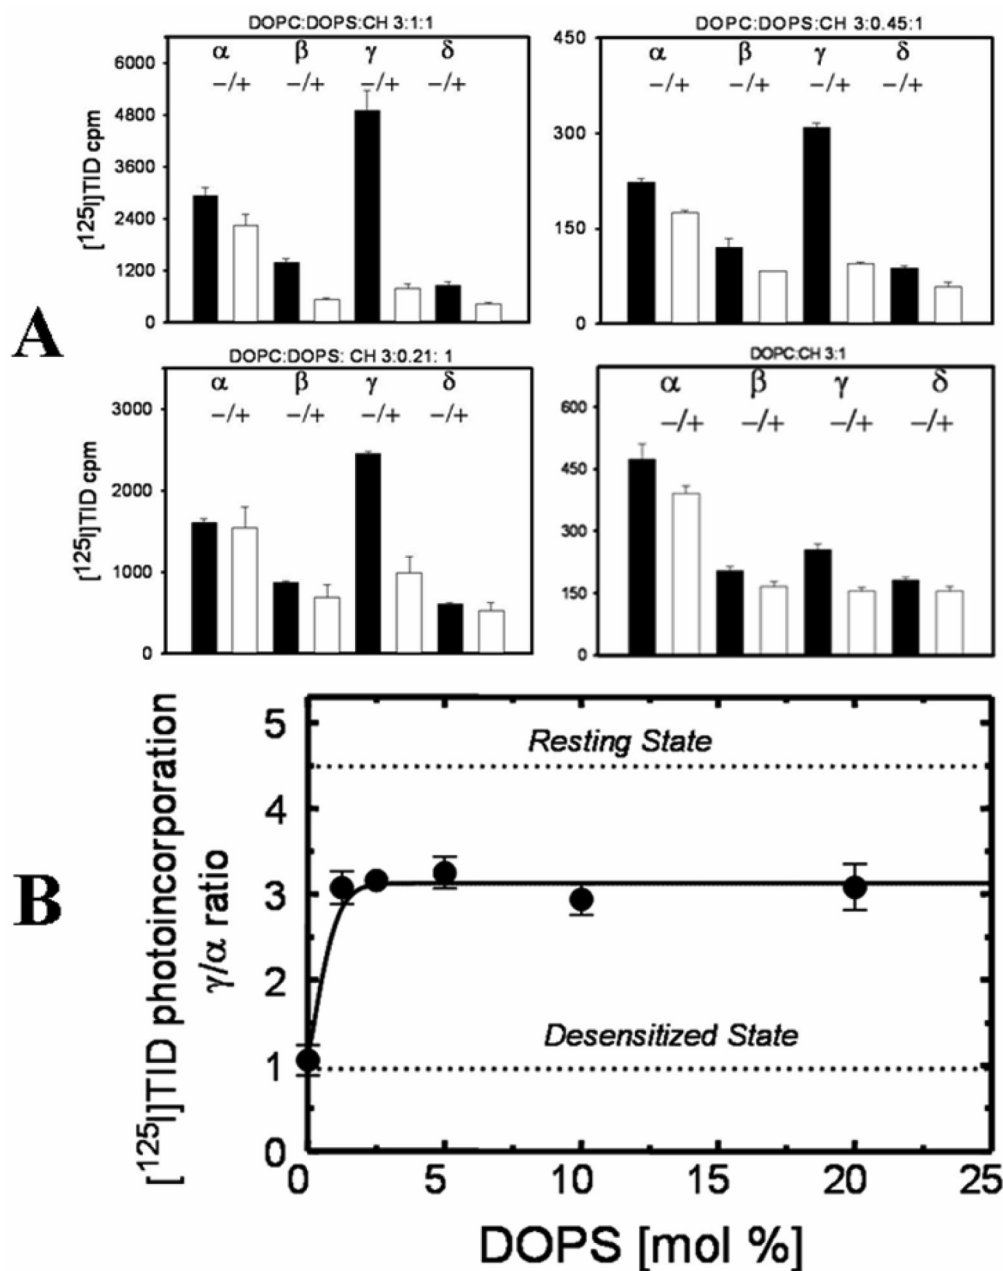 DOPC:DOPS:CH 3:1:1
α β γ δ
−/+ −/+ −/+ −/+
6000
4800
3600
2400
1200
0
[125I]TID cpm
DOPC:DOPS:CH 3:0.45:1
α β γ δ
−/+ −/+ −/+ −/+
450
300
150
0
A
DOPC:DOPS: CH 3:0.21: 1
α β γ δ
−/+ −/+ −/+ −/+
3000
2000
1000
0
[125I]TID cpm
DOPC:CH 3:1
α β γ δ
−/+ −/+ −/+ −/+
600
450
300
150
0
B
[125I]TID photoincorporation
γ/α ratio
5
4
3
2
1
0
Resting State
Desensitized State
0 5 10 15 20 25
DOPS [mol %]